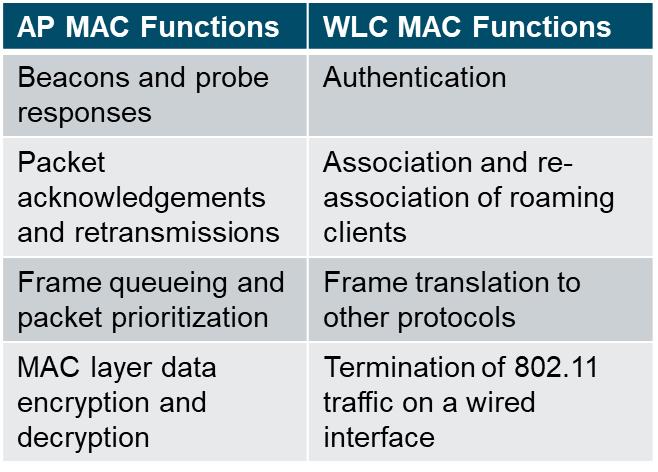 AP MAC Functions
WLC MAC Functions
Beacons and probe
responses
Authentication
Packet
acknowledgements
and retransmissions
Association and re-
association of roaming
clients
Frame queueing and
packet prioritization
Frame translation to
other protocols
MAC layer data
encryption and
decryption
Termination of 802.11
traffic on a wired
interface